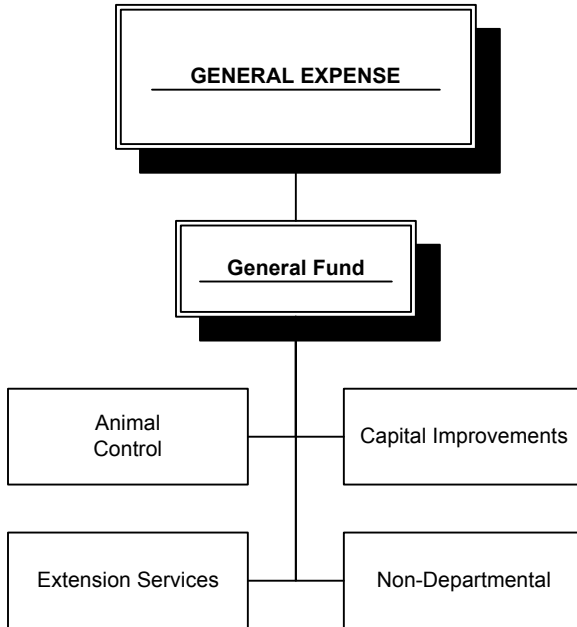 GENERAL EXPENSE
General Fund
Animal
Control
Capital Improvements
Extension Services
Non-Departmental